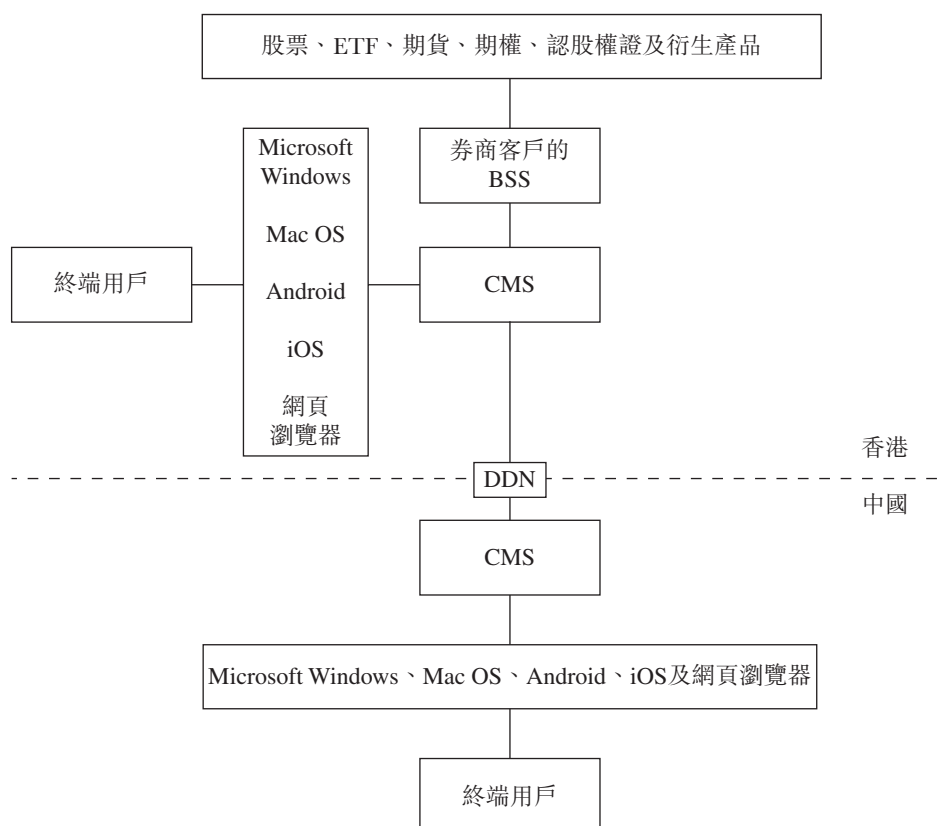 股票、ETF、期貨、期權、認股權證及衍生產品
Microsoft
Windows
Mac OS
Android
iOS
網頁
瀏覽器
券商客戶的
BSS
終端用戶
CMS
香港
DDN
中國
CMS
Microsoft Windows、Mac OS、Android、iOS及網頁瀏覽器
終端用戶